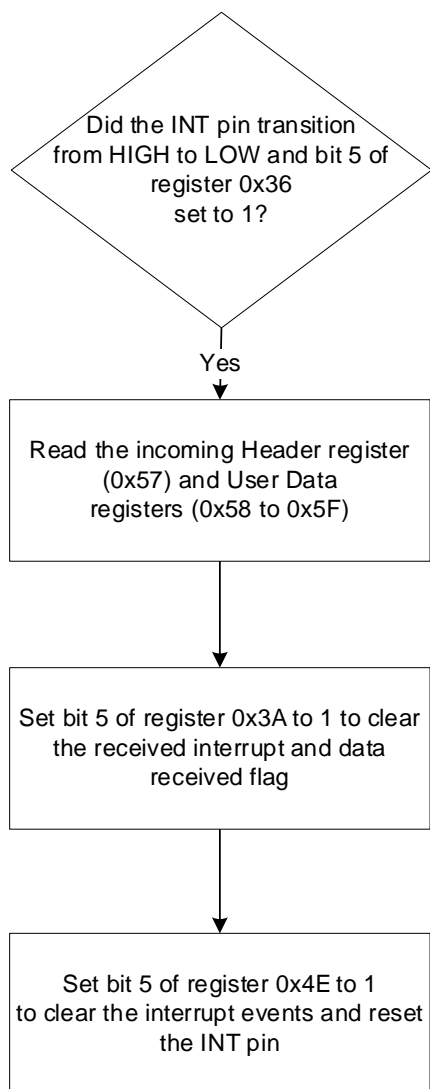 Did the INT pin transition
from HIGH to LOW and bit 5 of
register 0x36
set to 1?
Yes
Read the incoming Header register
(0x57) and User Data
registers (0x58 to 0x5F)
Set bit 5 of register 0x3A to 1 to clear
the received interrupt and data
received flag
Set bit 5 of register 0x4E to 1
to clear the interrupt events and reset
the INT pin